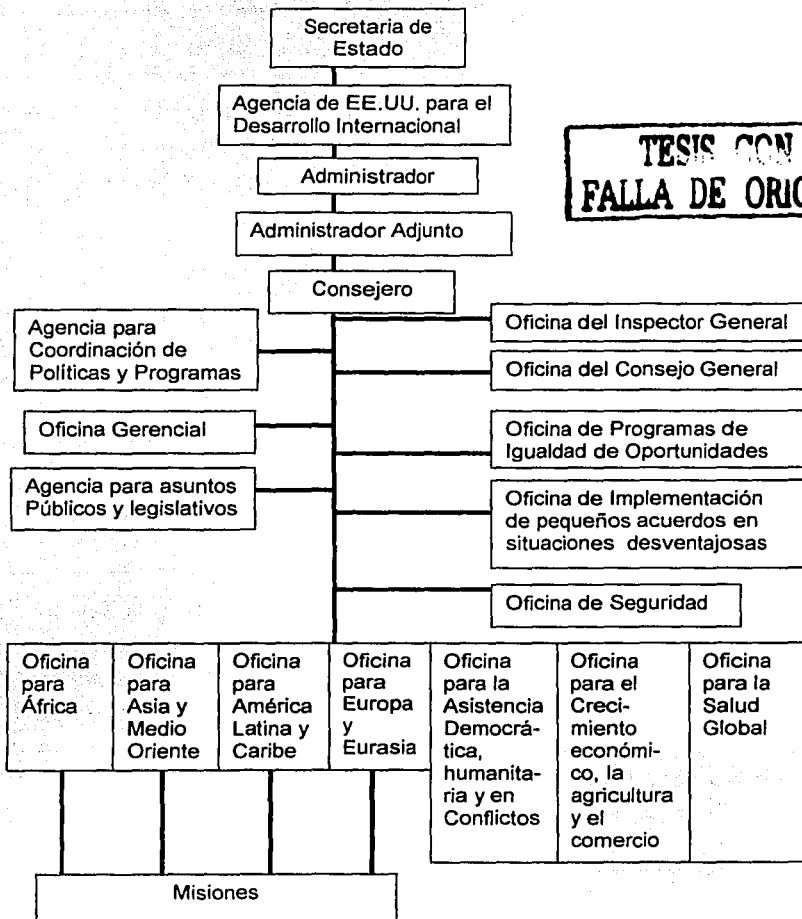 Secretaria de
Estado
Agencia de EE.UU. para el
Desarrollo Internacional
TESIS CON
FALLA DE
Administrador
Administrador Adjunto
Consejero
Agencia para
Coordinación de
Políticas y Programas
Oficina Gerencial
Agencia para asuntos
Públicos y legislativos
Oficina del Inspector General
Oficina del Consejo General
Oficina de Programas de
Igualdad de Oportunidades
Oficina de Implementación
de pequeños acuerdos en
situaciones desventajosas
Oficina de Seguridad
Oficina
para
África
Oficina
para
Asia y
Medio
Oriente
Oficina
para
América
Latina y
Caribe
Oficina
para
Europa
y
Eurasia
Oficina
para la
Asistencia
Democrá-
tica,
humanita-
ria y en
Conflictos
Oficina
para el
Creci-
miento
económi-
co, la
agricultura
y el
comercio
Oficina
para la
Salud
Global
Misiones